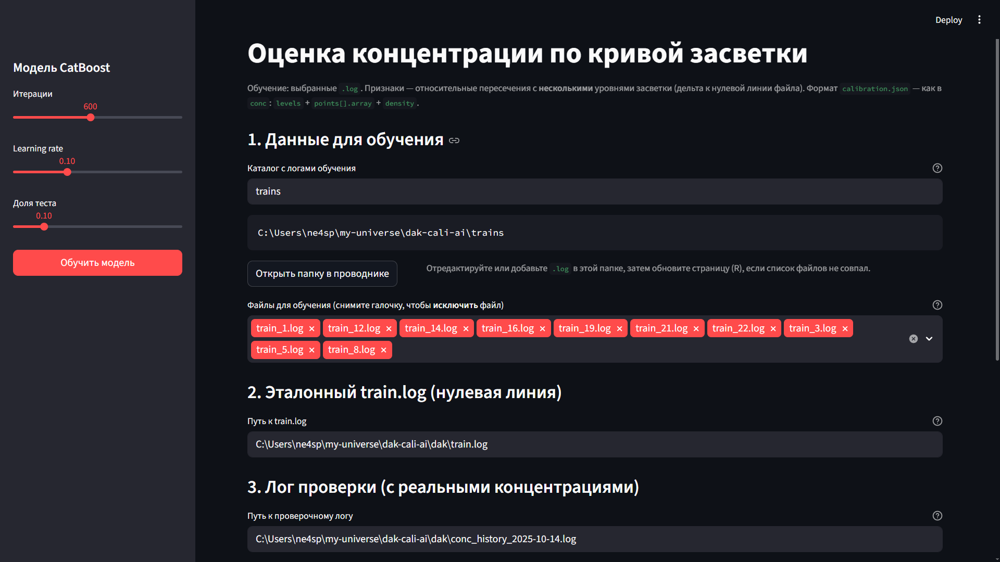 Deploy
Модель CatBoost
Итерации
600
Learning rate
0.10
Доля теста
0.10
Обучить модель
Оценка концентрации по кривой засветки
Обучение: выбранные .log. Признаки — относительные пересечения с несколькими уровнями засветки (дельта к нулевой линии файла). Формат calibration.json — как в
conc: levels + points[].array + density.
1. Данные для обучения
Каталог с логами обучения
trains
C:\Users\ne4sp\my-universe\dak-cali-ai\trains
Открыть папку в проводнике
Отредактируйте или добавьте .log в этой папке, затем обновите страницу (R), если список файлов не совпал.
Файлы для обучения (снимите галочку, чтобы исключить файл)
train_1.log × train_12.log × train_14.log × train_16.log × train_19.log × train_21.log × train_22.log × train_3.log ×
train_5.log × train_8.log ×
2. Эталонный train.log (нулевая линия)
Путь к train.log
C:\Users\ne4sp\my-universe\dak-cali-ai\dak\train.log
3. Лог проверки (с реальными концентрациями)
Путь к проверочному логу
C:\Users\ne4sp\my-universe\dak-cali-ai\dak\conc_history_2025-10-14.log